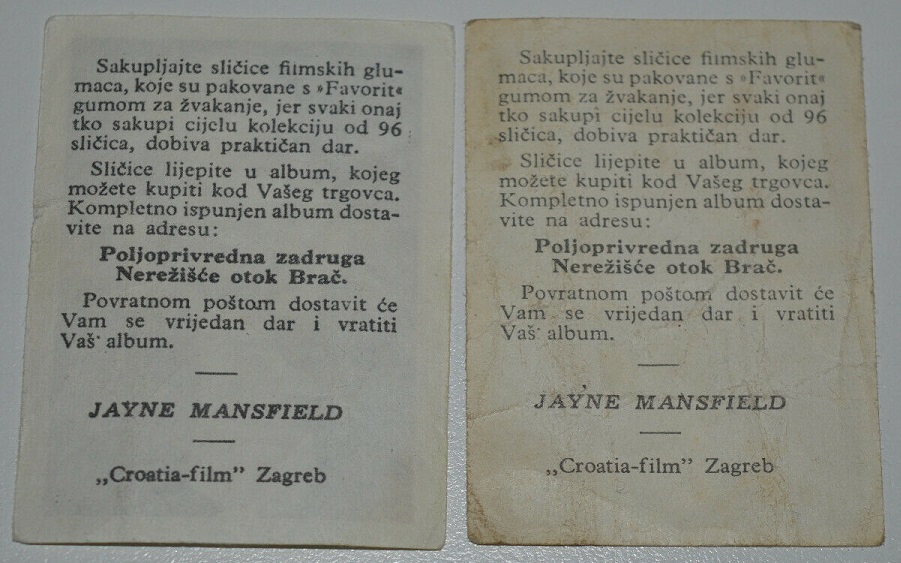 Sakupljajte sličice filmskih glu-
maca, koje su pakovane s »Favorit«
gumom za žvakanje, jer svaki onaj
tko sakupi cijelu kolekciju od 96
sličica, dobiva praktičan dar.
Sličice lijepite u album, kojeg
možete kupiti kod Vašeg trgovca.
Kompletno ispunjen album dosta-
vite na adresu:
Poljoprivredna zadruga
Nerežišće otok Brač.
Povratnom poštom dostavit će
Vam se vrijedan dar i vratiti
Vaš album.
JAYNE MANSFIELD
„Croatia-film” Zagreb
Sakupljajte sličice filmskih glu-
maca, koje su pakovane s »Favorit«
gumom za žvakanje, jer svaki onaj
tko sakupi cijelu kolekciju od 96
sličica, dobiva praktičan dar.
Sličice lijepite u album, kojeg
možete kupiti kod Vašeg trgovca.
Kompletno ispunjen album dosta-
vite na adresu:
Poljoprivredna zadruga
Nerežišće otok Brač.
Povratnom poštom dostavit će
Vam se vrijedan dar i vratiti
Vaš album.
JAYNE MANSFIELD
„Croatia-film” Zagreb